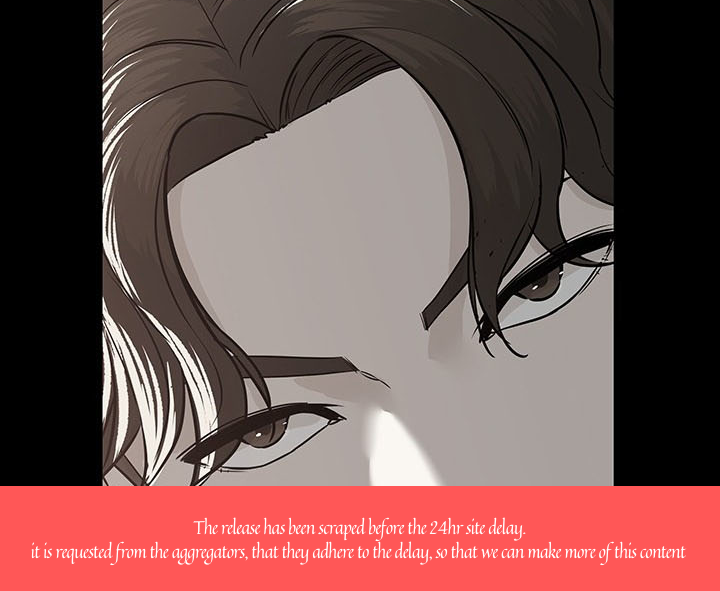 The release has been scraped before the 24hr site delay.
it is requested from the aggregators, that they adhere to the delay, so that we can make more of this content